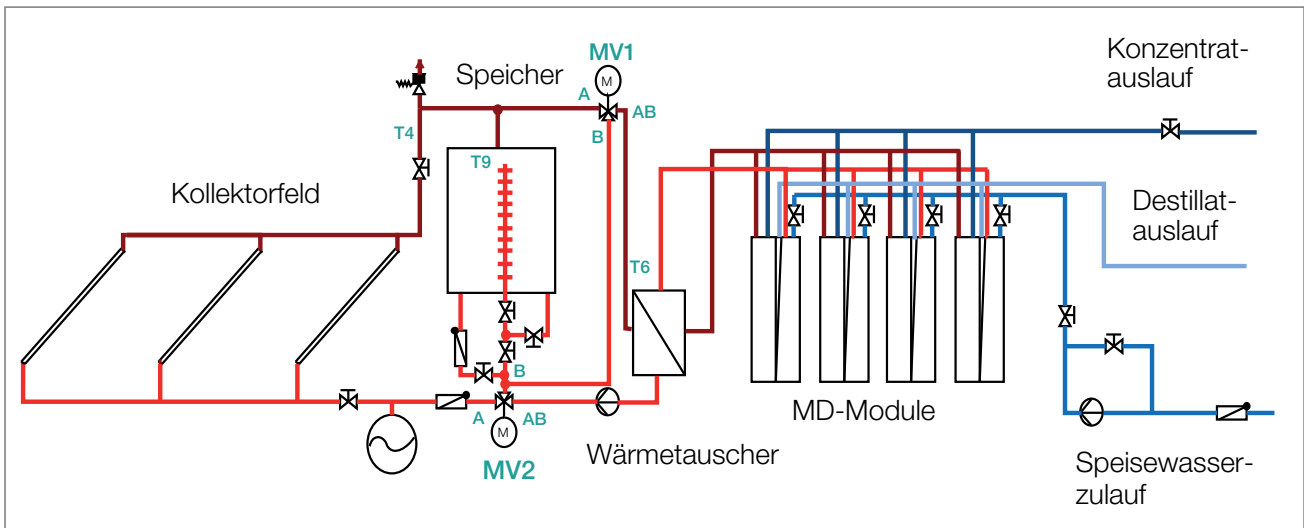 MV1
Speicher
M
A
AB
B
T4
T9
Konzentrat-
auslauf
Kollektorfeld
Destillat-
auslauf
T6
B
A
AB
M
MV2
Wärmetauscher
MD-Module
Speisewasser-
zulauf